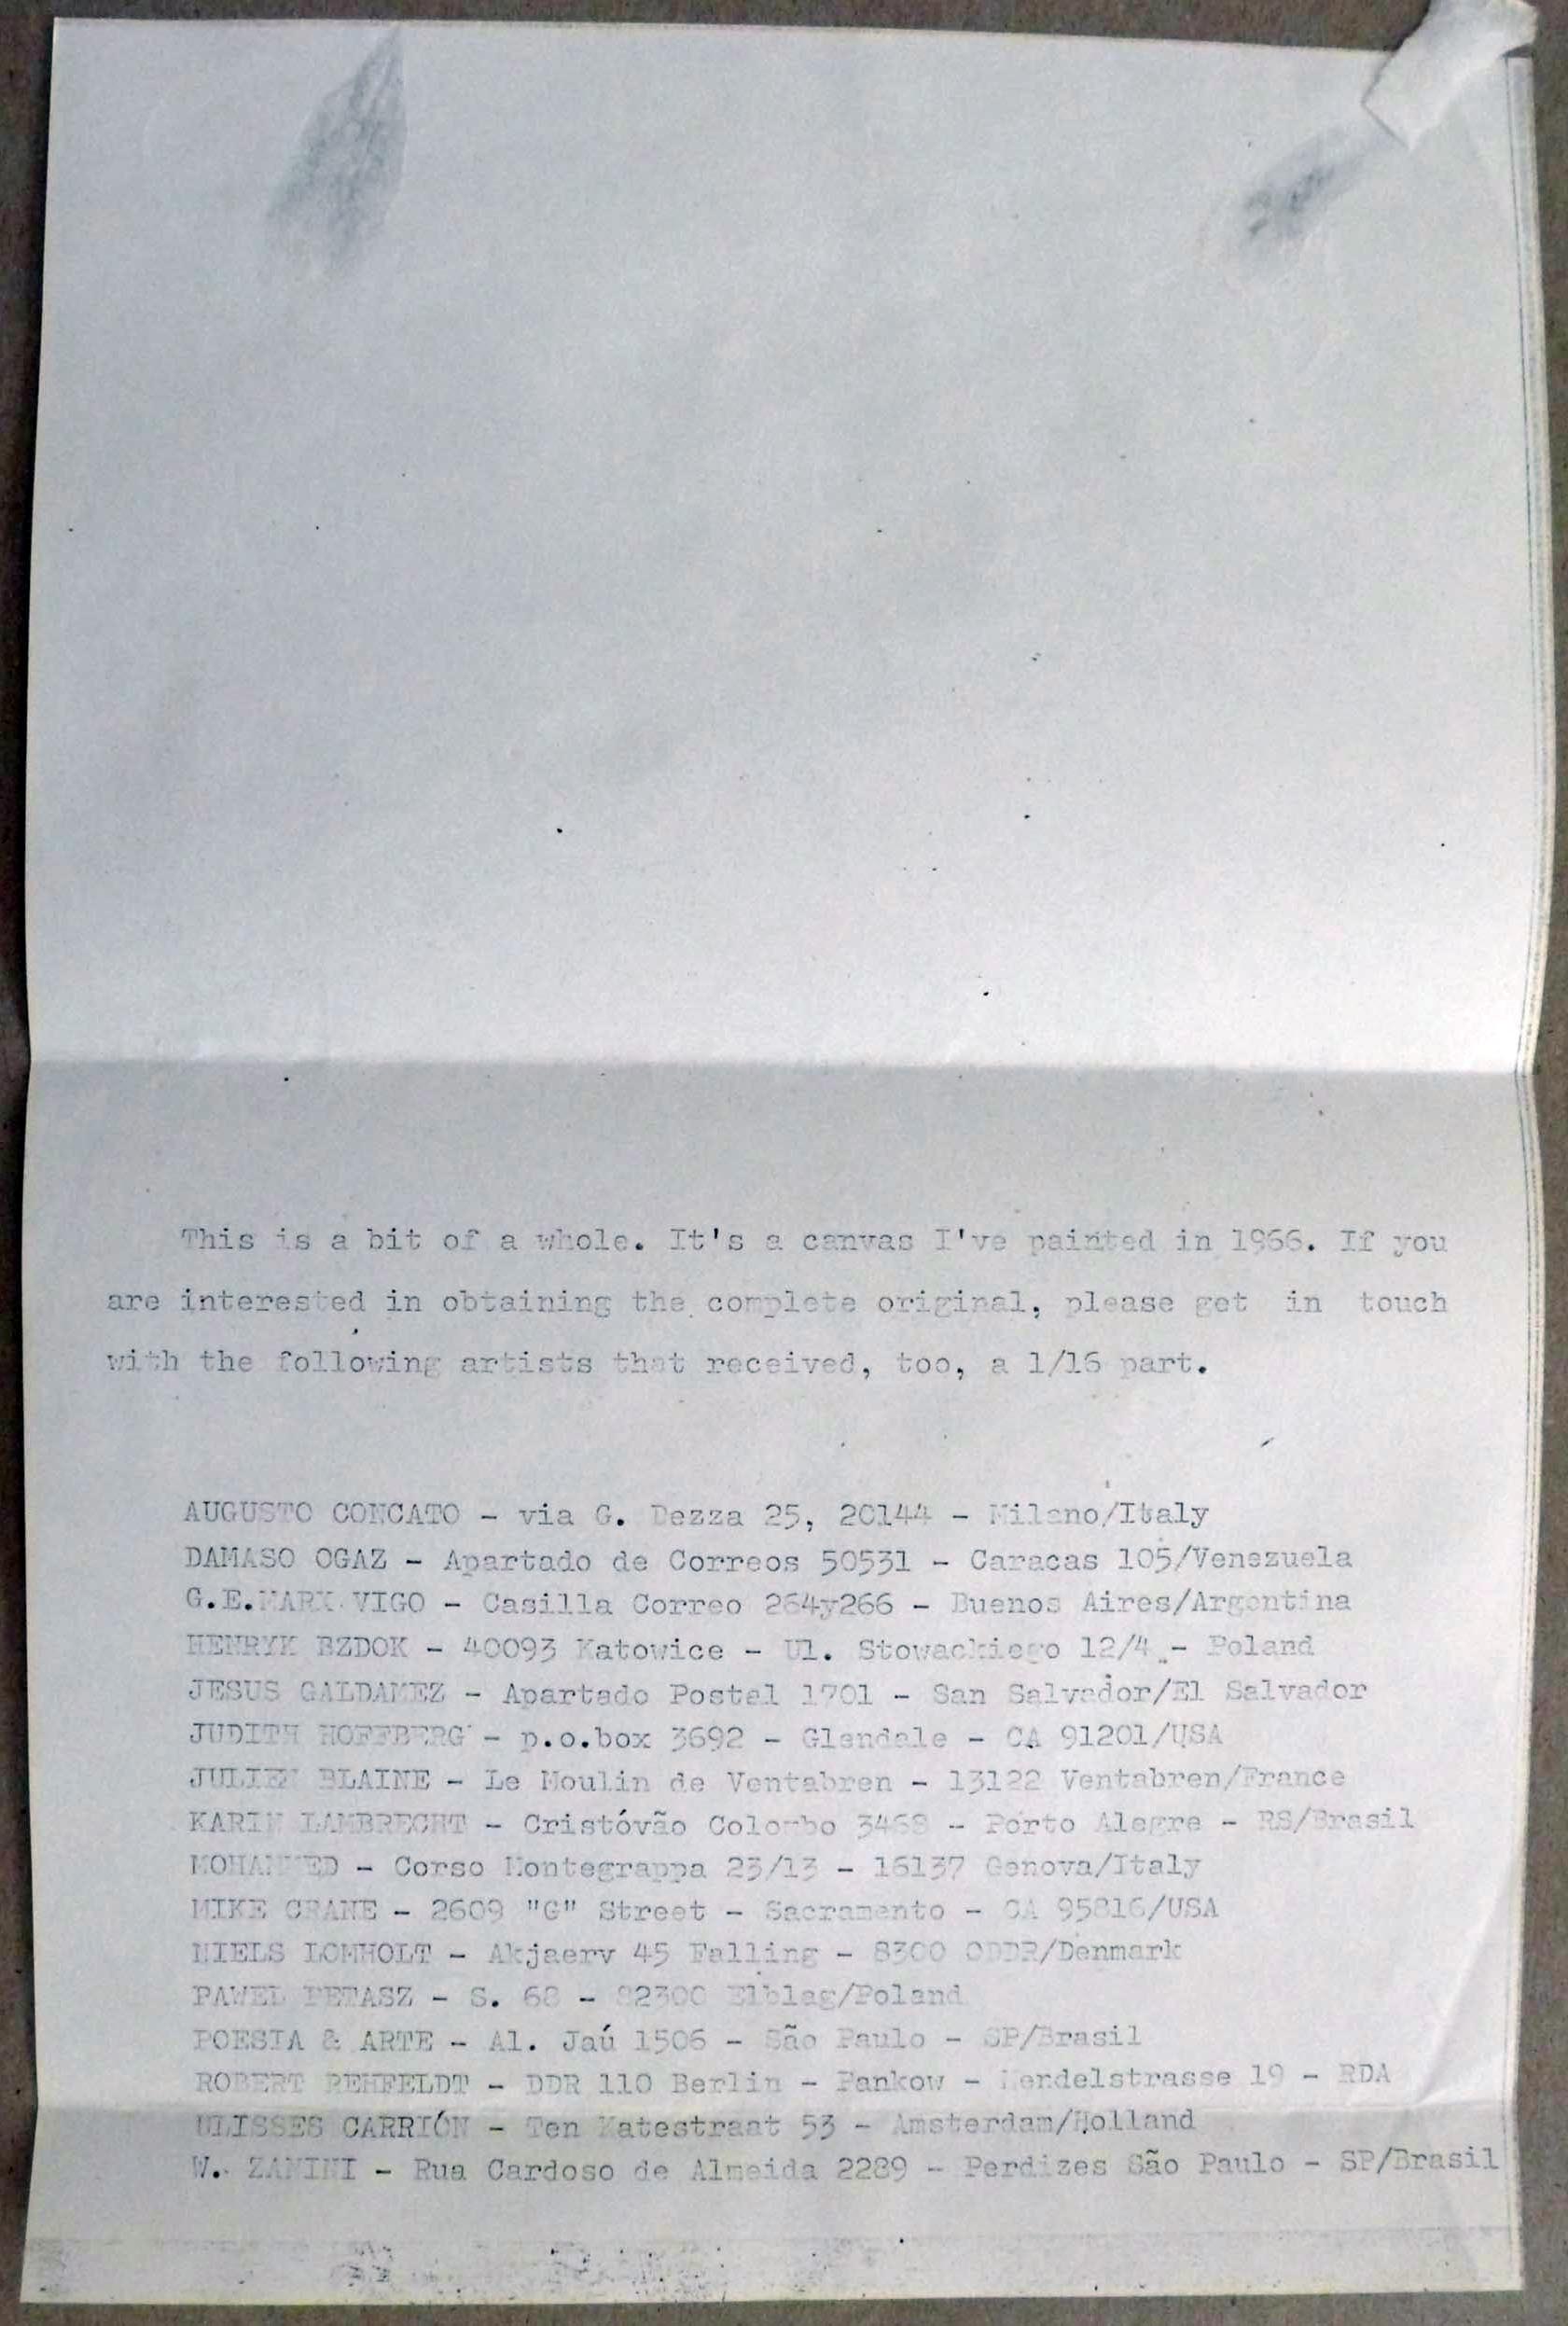 This is a bit of a whole. It's a canvas I've painted in 1966. If you
are interested in obtaining the complete original, please get in touch
with the following artists that received, too, a 1/16 part.
AUGUSTO CONCATO - via G. Dezza 25, 20144 - Milano/Italy
DAMASO OGAZ - Apartado de Correos 50531 - Caracas 105/Venezuela
G.E.MARX VIGO - Casilla Correo 264y266 - Buenos Aires/Argentina
HENRYK BZDOK - 40093 Katowice - Ul. Stowackiego 12/4 - Poland
JESUS GALDAMEZ - Apartado Postal 1701 - San Salvador/El Salvador
JUDITH HOFFBERG - p.o.box 3692 - Glendale - CA 91201/USA
JULIEN BLAINE - Le Moulin de Ventabren - 13122 Ventabren/France
KARIN LAMBRECHT - Cristóvão Colombo 3468 - Porto Alegre - RS/Brasil
MOHAMMED - Corso Montegrappa 23/13 - 16137 Genova/Italy
MIKE CRANE - 2609 "G" Street - Sacramento - CA 95816/USA
NIELS LOMHOLT - Akjaerv 45 Falling - 8300 ODDR/Denmark
PAWEL PETASZ - S. 68 - 82300 Elblag/Poland
POESIA & ARTE - Al. Jaú 1506 - São Paulo - SP/Brasil
ROBERT REHFELDT - DDR 110 Berlin - Pankow - Mendelstrasse 19 - RDA
ULISSES CARRIÓN - Ten Katestraat 53 - Amsterdam/Holland
W. ZANINI - Rua Cardoso de Almeida 2289 - Perdizes São Paulo - SP/Brasil